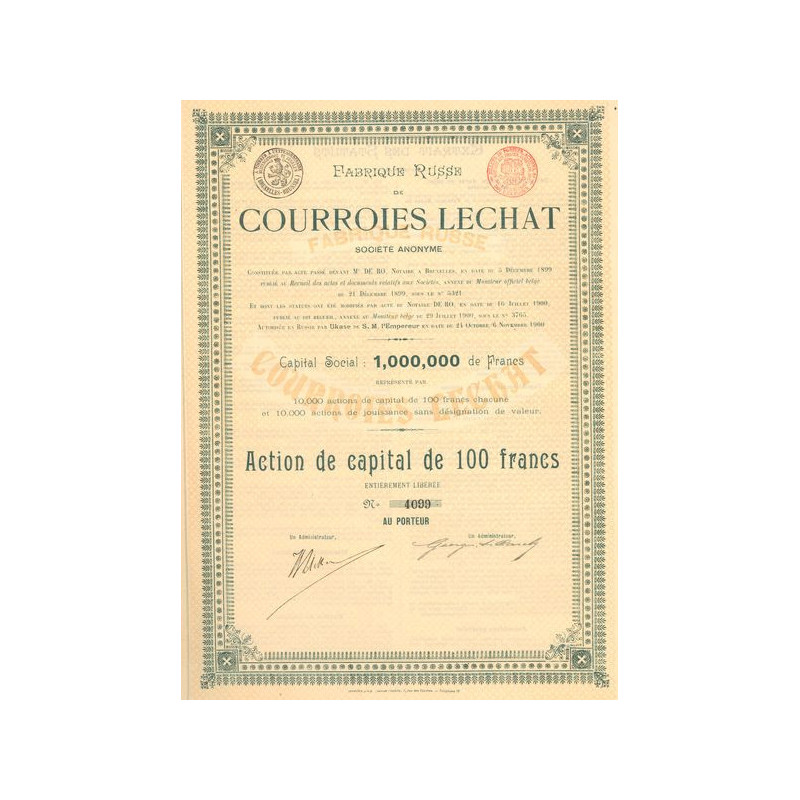 FABRIQUE RUSSE
DE
COURROIES LECHAT
FABRIQUE RUSSE
SOCIÉTÉ ANONYME
CONSTITUÉE PAR ACTE PASSÉ DEVANT Me DE RO, NOTAIRE A BRUXELLES, EN DATE DU 5 DÉCEMBRE 1899
PUBLIÉ AU Recueil des actes et documents relatifs aux Sociétés, ANNEXE AU Moniteur officiel belge
DU 21 DÉCEMBRE 1899, SOUS LE No 5321
ET DONT LES STATUTS ONT ÉTÉ MODIFIÉS PAR ACTE DU NOTAIRE DE RO, EN DATE DU 16 JUILLET 1900,
PUBLIÉ AU DIT RECUEIL, ANNEXE AU Moniteur belge DU 29 JUILLET 1900, SOUS LE No 3765
AUTORISÉE EN RUSSIE PAR Ukase DE S. M. l'Empereur EN DATE DU 24 OCTOBRE/6 NOVEMBRE 1900
Capital Social : 1,000,000 de Francs
COURROIES LECHAT
REPRÉSENTÉ PAR
10,000 actions de capital de 100 francs chacune
et 10,000 actions de jouissance sans désignation de valeur.
Action de capital de 100 francs
ENTIÈREMENT LIBÉRÉE
No 4099
AU PORTEUR
Un Administrateur,
Un Administrateur,